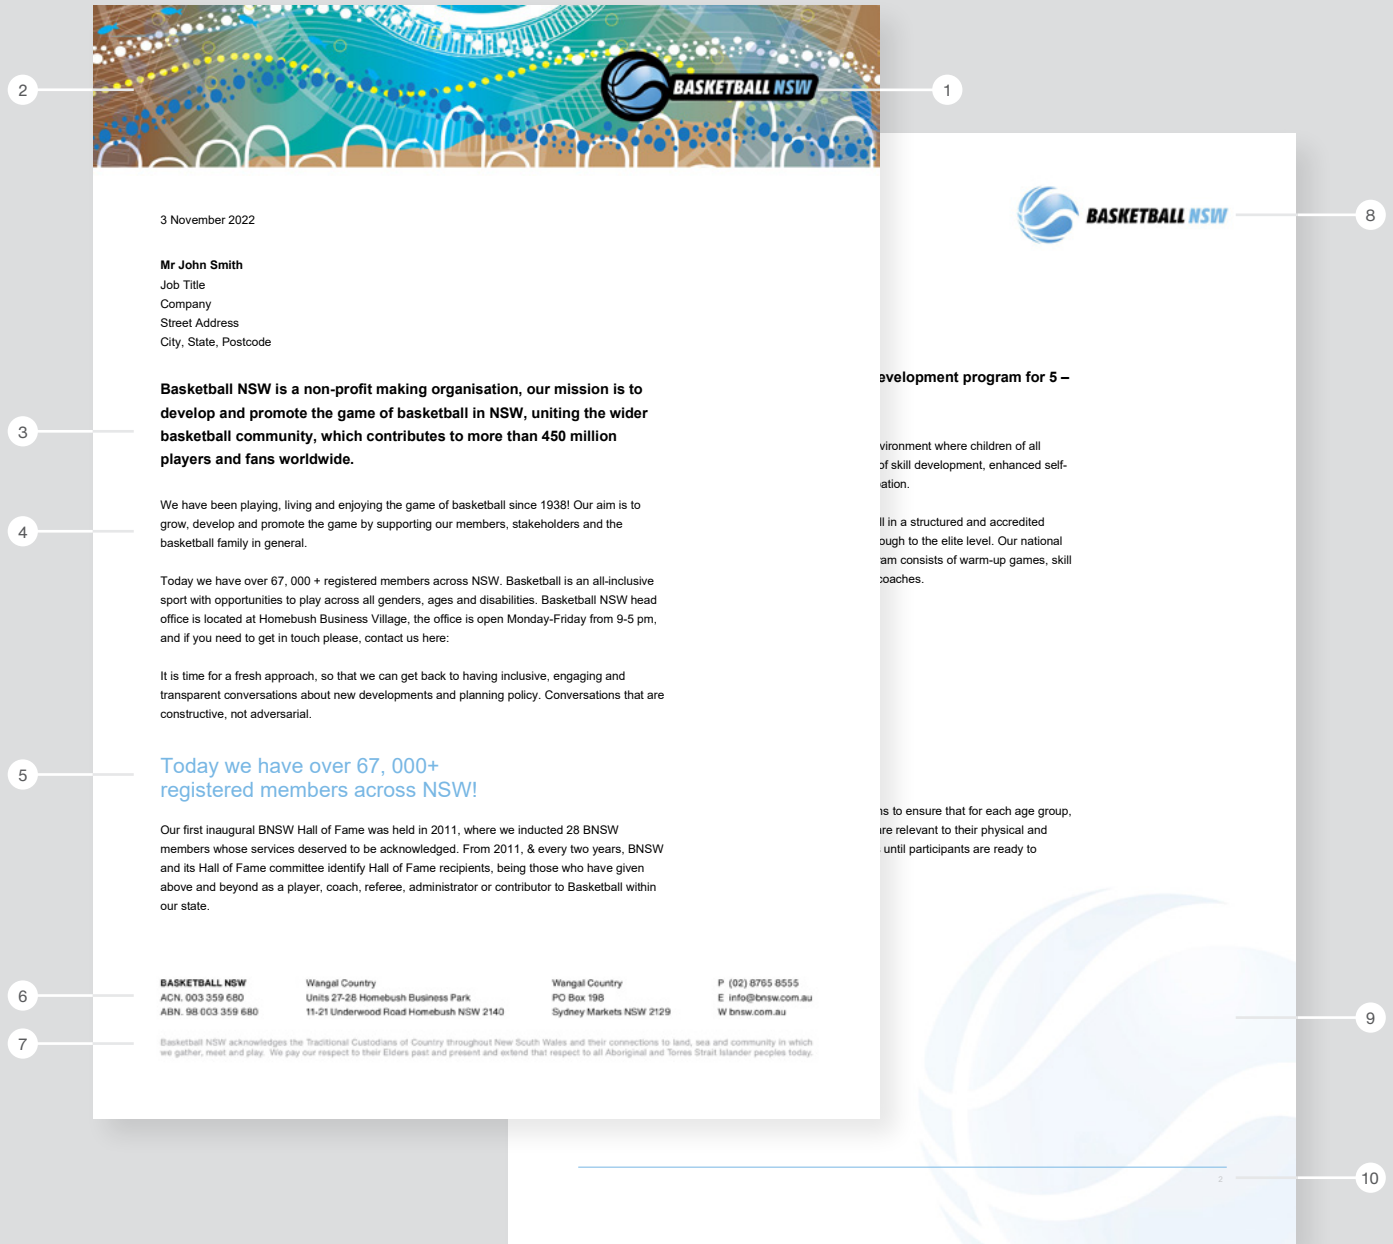 BASKETBALL NSW
2
1
3 November 2022
Mr John Smith
Job Title
Company
Street Address
City, State, Postcode
Basketball NSW is a non-profit making organisation, our mission is to
develop and promote the game of basketball in NSW, uniting the wider
basketball community, which contributes to more than 450 million
players and fans worldwide.
3
We have been playing, living and enjoying the game of basketball since 1938! Our aim is to
grow, develop and promote the game by supporting our members, stakeholders and the
basketball family in general.
4
Today we have over 67, 000 + registered members across NSW. Basketball is an all-inclusive
sport with opportunities to play across all genders, ages and disabilities. Basketball NSW head
office is located at Homebush Business Village, the office is open Monday-Friday from 9-5 pm,
and if you need to get in touch please, contact us here:
It is time for a fresh approach, so that we can get back to having inclusive, engaging and
transparent conversations about new developments and planning policy. Conversations that are
constructive, not adversarial.
5
Today we have over 67, 000+
registered members across NSW!
Our first inaugural BNSW Hall of Fame was held in 2011, where we inducted 28 BNSW
members whose services deserved to be acknowledged. From 2011, & every two years, BNSW
and its Hall of Fame committee identify Hall of Fame recipients, being those who have given
above and beyond as a player, coach, referee, administrator or contributor to Basketball within
our state.
6
BASKETBALL NSW
ACN. 003 359 680
ABN. 98 003 359 680
Wangal Country
Units 27-28 Homebush Business Park
11-21 Underwood Road Homebush NSW 2140
Wangal Country
PO Box 198
Sydney Markets NSW 2129
P (02) 8765 8555
E info@bnsw.com.au
W bnsw.com.au
7
Basketball NSW acknowledges the Traditional Custodians of Country throughout New South Wales and their connections to land, sea and community in which
we gather, meet and play. We pay our respect to their Elders past and present and extend that respect to all Aboriginal and Torres Strait Islander peoples today.
BASKETBALL NSW
8
evelopment program for 5 –
vironment where children of all
of skill development, enhanced self-
ation.
ll in a structured and accredited
ough to the elite level. Our national
am consists of warm-up games, skill
coaches.
ns to ensure that for each age group,
are relevant to their physical and
until participants are ready to
9
2
10